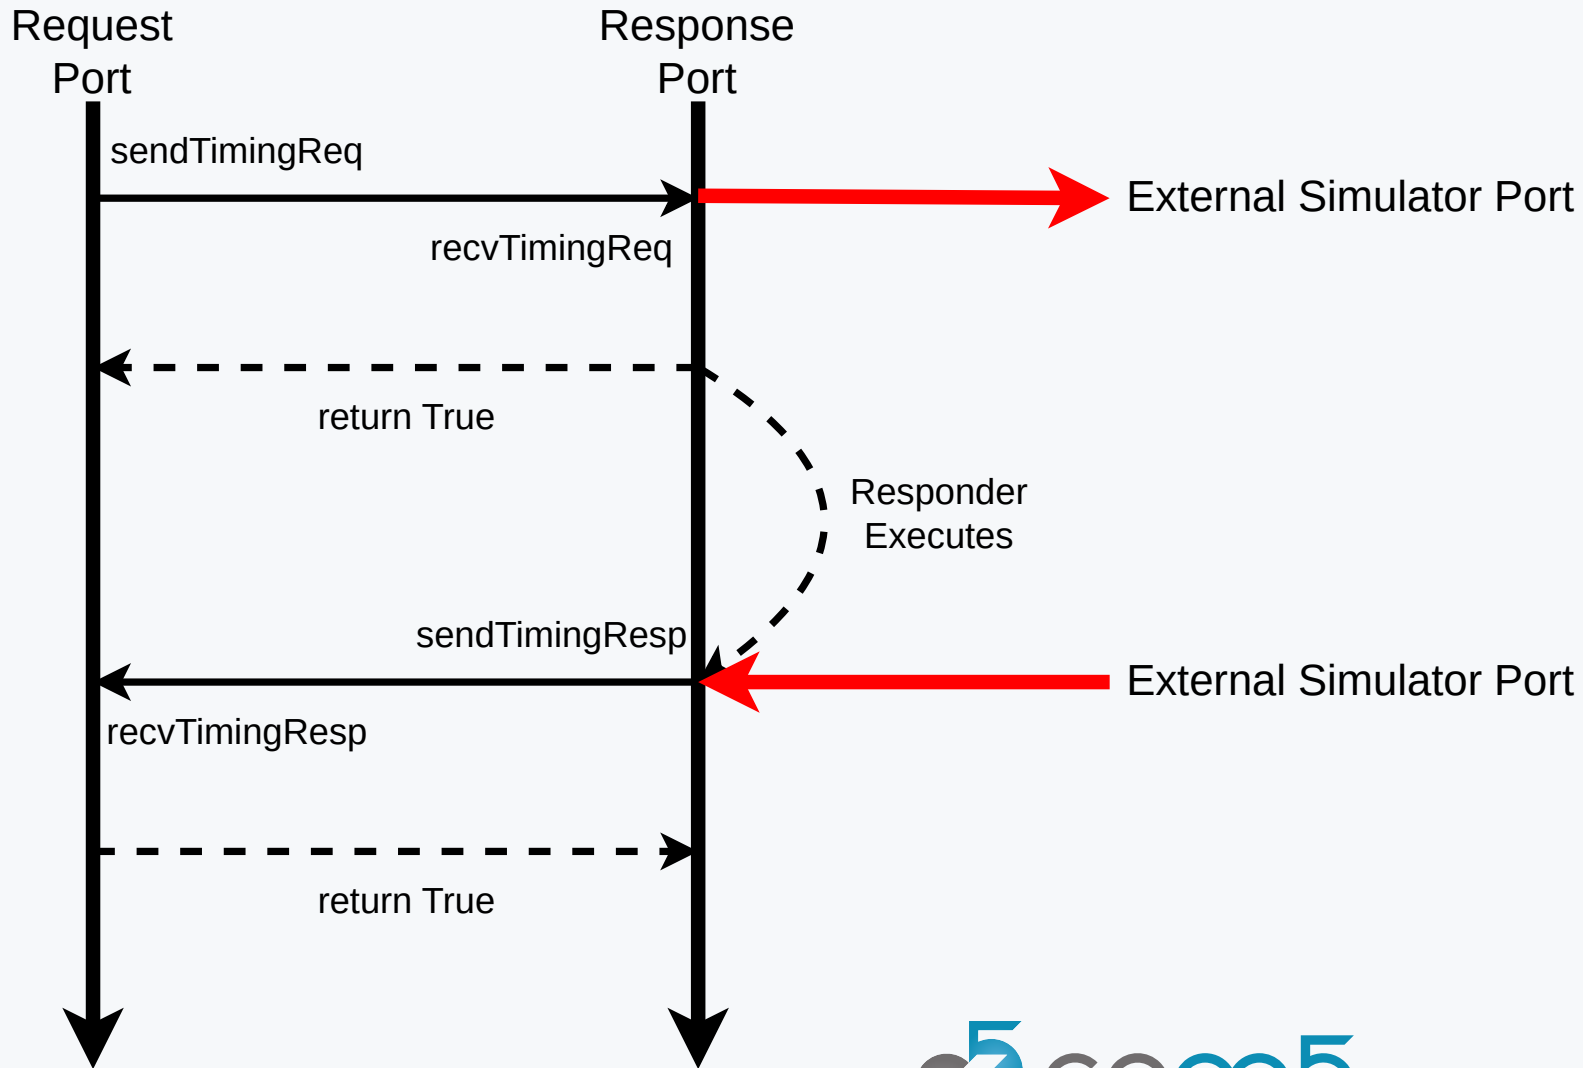 Request
Port
Response
Port
sendTimingReq
External Simulator Port
recvTimingReq
return True
Responder
Executes
sendTimingResp
External Simulator Port
recvTimingResp
return True